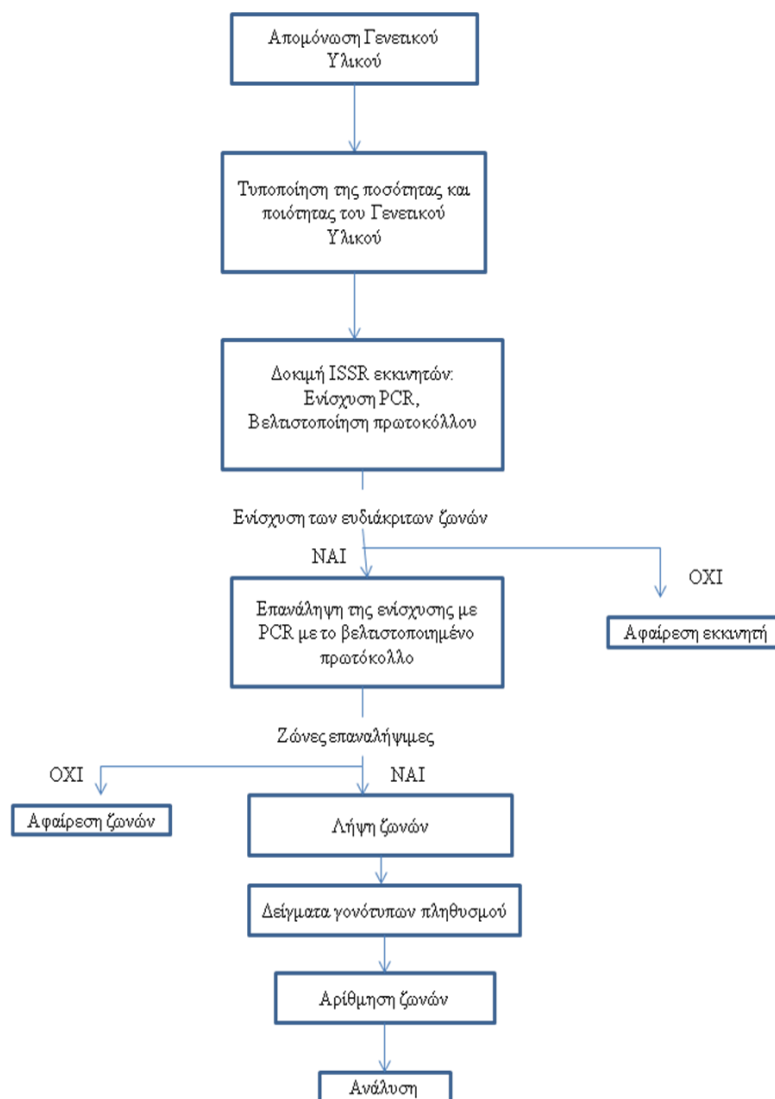 Απομόνωση Γενετικού
Υλικού
Τυποποίηση της ποσότητας και
ποιότητας του Γενετικού
Υλικού
Δοκιμή ISSR εκκινητών:
Ενίσχυση PCR,
Βελτιστοποίηση πρωτοκόλλου
Ενίσχυση των ευδιάκριτων ζωνών
ΝΑΙ
ΟΧΙ
Επανάληψη της ενίσχυσης με
PCR με το βελτιστοποιημένο
πρωτόκολλο
Αφαίρεση εκκινητή
Ζώνες επαναλήψιμες
ΟΧΙ
ΝΑΙ
Αφαίρεση ζωνών
Λήψη ζωνών
Δείγματα γονότυπων πληθυσμού
Αρίθμηση ζωνών
Ανάλυση